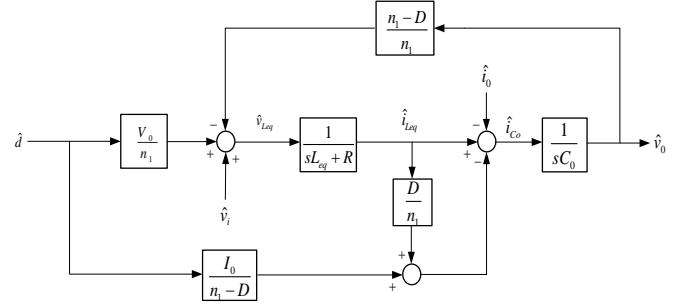 n₁ − D
n₁
î₀
−
−
v̂_Leq
î_Leq
î_Co
d̂
V₀
n₁
+
+
1
sL_eq + R
+
−
1
sC₀
v̂₀
v̂ᵢ
D
n₁
+
I₀
n₁ − D
+